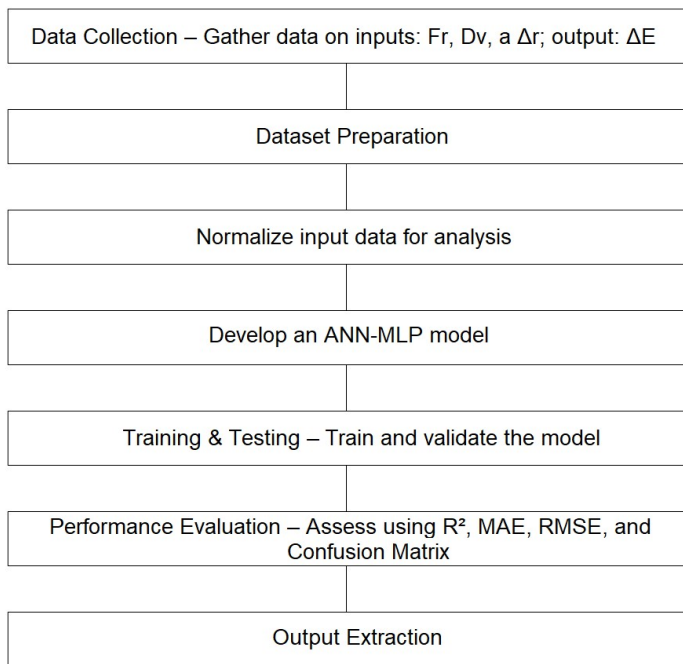 Data Collection – Gather data on inputs: Fr, Dv, a Δr; output: ΔE
Dataset Preparation
Normalize input data for analysis
Develop an ANN-MLP model
Training & Testing – Train and validate the model
Performance Evaluation – Assess using R², MAE, RMSE, and
Confusion Matrix
Output Extraction